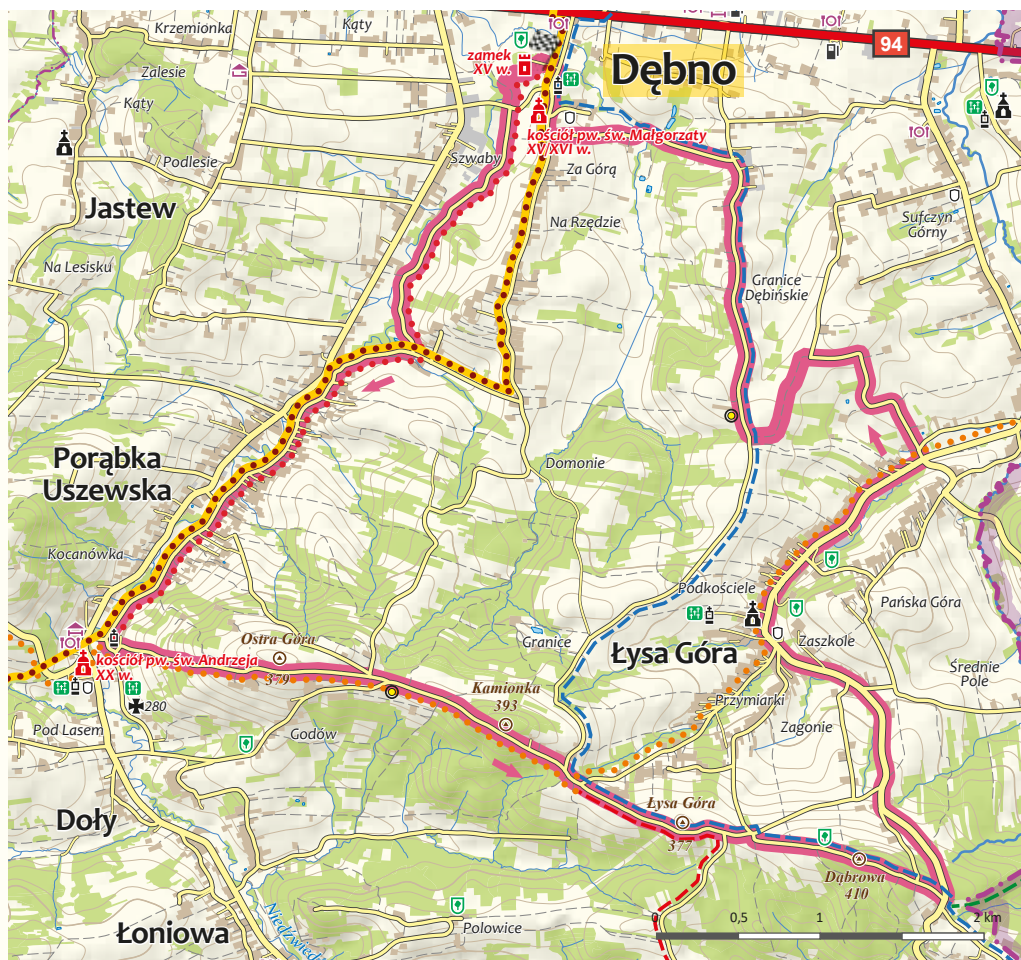 Krzemionka
Kąty
94
zamek
XV w.
Dębno
Zalesie
Kąty
kościół pw. św. Małgorzaty
XV/XVI w.
Podlesie
Szwaby
Za Górą
Jastew
Na Rzędzie
Sufczyn
Górny
Na Lesisku
Granice
Dębińskie
Porąbka
Uszewska
Domonie
Kocanówka
Podkościele
Pańska Góra
Ostra Góra
379
Granice
Łysa Góra
Zaszkole
kościół pw. św. Andrzeja
XX w.
Średnie
Pole
Kamionka
393
Przymiarki
280
Pod Lasem
Godów
Zagonie
Łysa Góra
377
Doły
Dąbrowa
410
Łoniowa
Niedźwiedź
Polowice
0
0,5
1
2 km